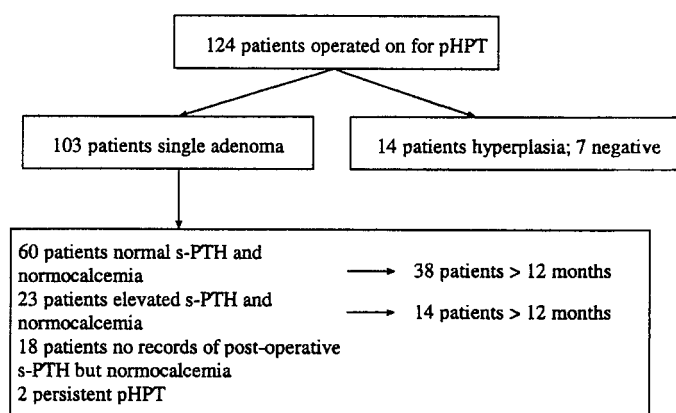 124 patients operated on for pHPT
103 patients single adenoma
14 patients hyperplasia; 7 negative
60 patients normal s-PTH and
normocalcemia
38 patients > 12 months
23 patients elevated s-PTH and
normocalcemia
14 patients > 12 months
18 patients no records of post-operative
s-PTH but normocalcemia
2 persistent pHPT